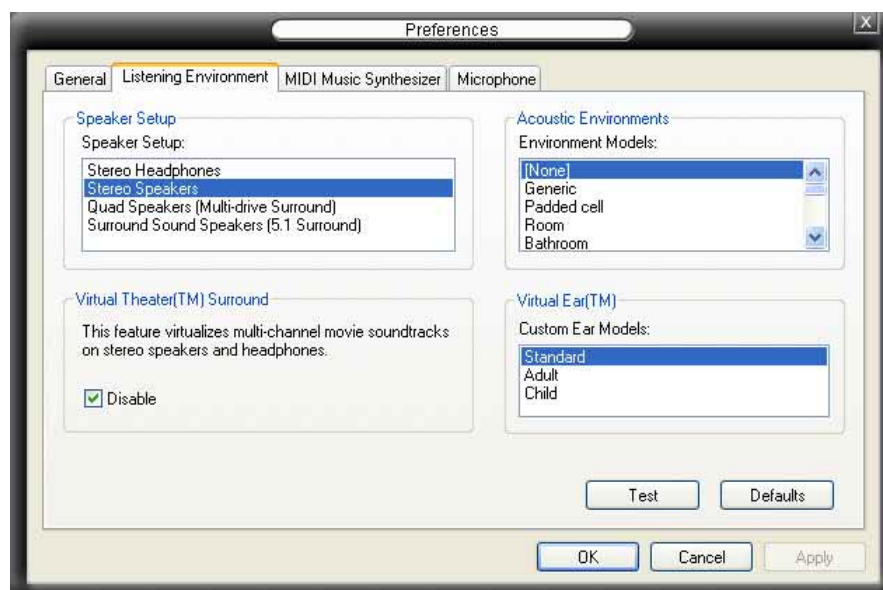 Preferences
X
General
Listening Environment
MIDI Music Synthesizer
Microphone
Speaker Setup
Speaker Setup:
Stereo Headphones
Stereo Speakers
Quad Speakers (Multi-drive Surround)
Surround Sound Speakers (5.1 Surround)
Acoustic Environments
Environment Models:
[None]
Generic
Padded cell
Room
Bathroom
Virtual Theater(TM) Surround
This feature virtualizes multi-channel movie soundtracks
on stereo speakers and headphones.
Disable
Virtual Ear(TM)
Custom Ear Models:
Standard
Adult
Child
Test
Defaults
OK
Cancel
Apply